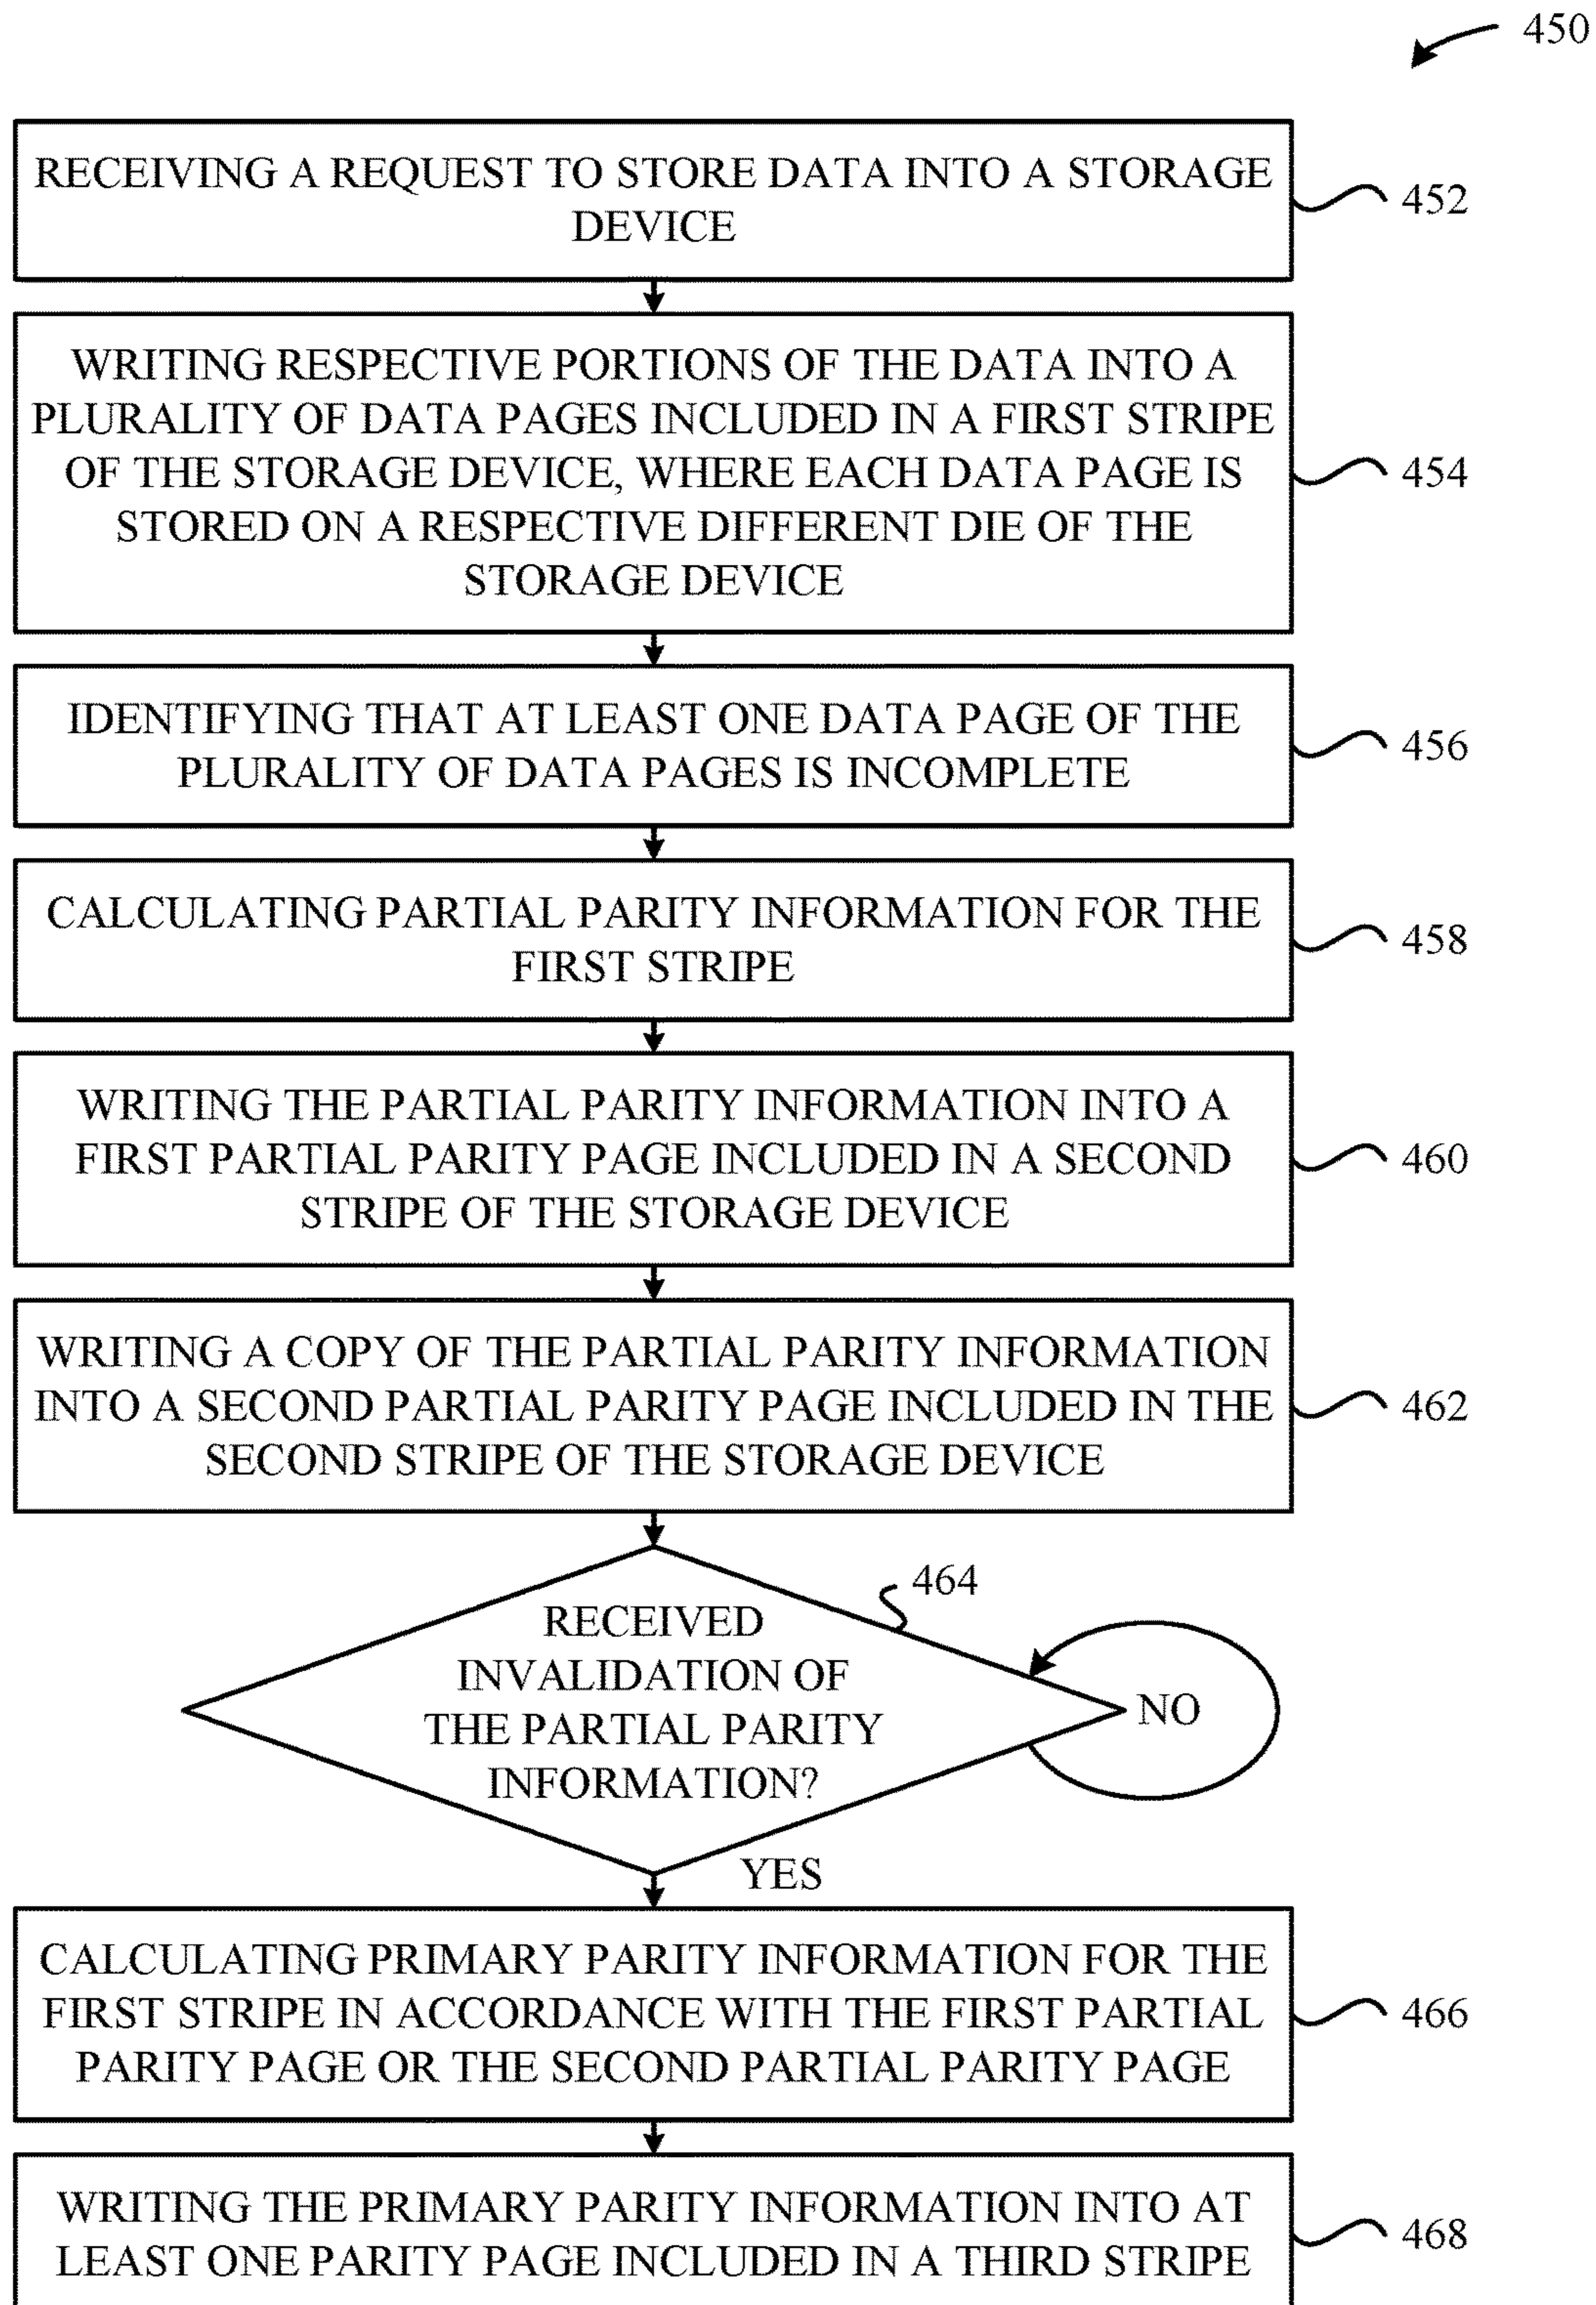 450
RECEIVING A REQUEST TO STORE DATA INTO A STORAGE
DEVICE
452
WRITING RESPECTIVE PORTIONS OF THE DATA INTO A
PLURALITY OF DATA PAGES INCLUDED IN A FIRST STRIPE
OF THE STORAGE DEVICE, WHERE EACH DATA PAGE IS
STORED ON A RESPECTIVE DIFFERENT DIE OF THE
STORAGE DEVICE
454
IDENTIFYING THAT AT LEAST ONE DATA PAGE OF THE
PLURALITY OF DATA PAGES IS INCOMPLETE
456
CALCULATING PARTIAL PARITY INFORMATION FOR THE
FIRST STRIPE
458
WRITING THE PARTIAL PARITY INFORMATION INTO A
FIRST PARTIAL PARITY PAGE INCLUDED IN A SECOND
STRIPE OF THE STORAGE DEVICE
460
WRITING A COPY OF THE PARTIAL PARITY INFORMATION
INTO A SECOND PARTIAL PARITY PAGE INCLUDED IN THE
SECOND STRIPE OF THE STORAGE DEVICE
462
464
RECEIVED
INVALIDATION OF
THE PARTIAL PARITY
INFORMATION?
NO
YES
CALCULATING PRIMARY PARITY INFORMATION FOR THE
FIRST STRIPE IN ACCORDANCE WITH THE FIRST PARTIAL
PARITY PAGE OR THE SECOND PARTIAL PARITY PAGE
466
WRITING THE PRIMARY PARITY INFORMATION INTO AT
LEAST ONE PARITY PAGE INCLUDED IN A THIRD STRIPE
468